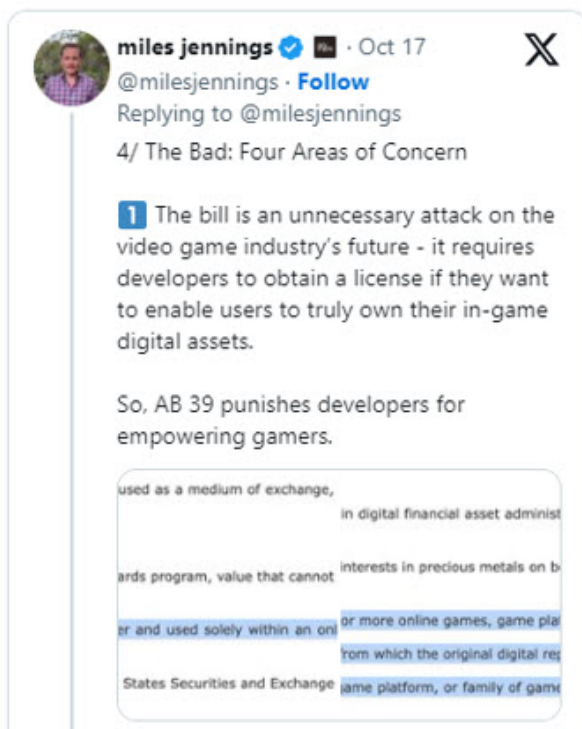 miles jennings · Oct 17
@milesjennings · Follow
Replying to @milesjennings
4/ The Bad: Four Areas of Concern
1 The bill is an unnecessary attack on the
video game industry's future - it requires
developers to obtain a license if they want
to enable users to truly own their in-game
digital assets.
So, AB 39 punishes developers for
empowering gamers.
used as a medium of exchange,
in digital financial asset administ
ards program, value that cannot
interests in precious metals on b
er and used solely within an onl
or more online games, game pla
from which the original digital rep
States Securities and Exchange
game platform, or family of game